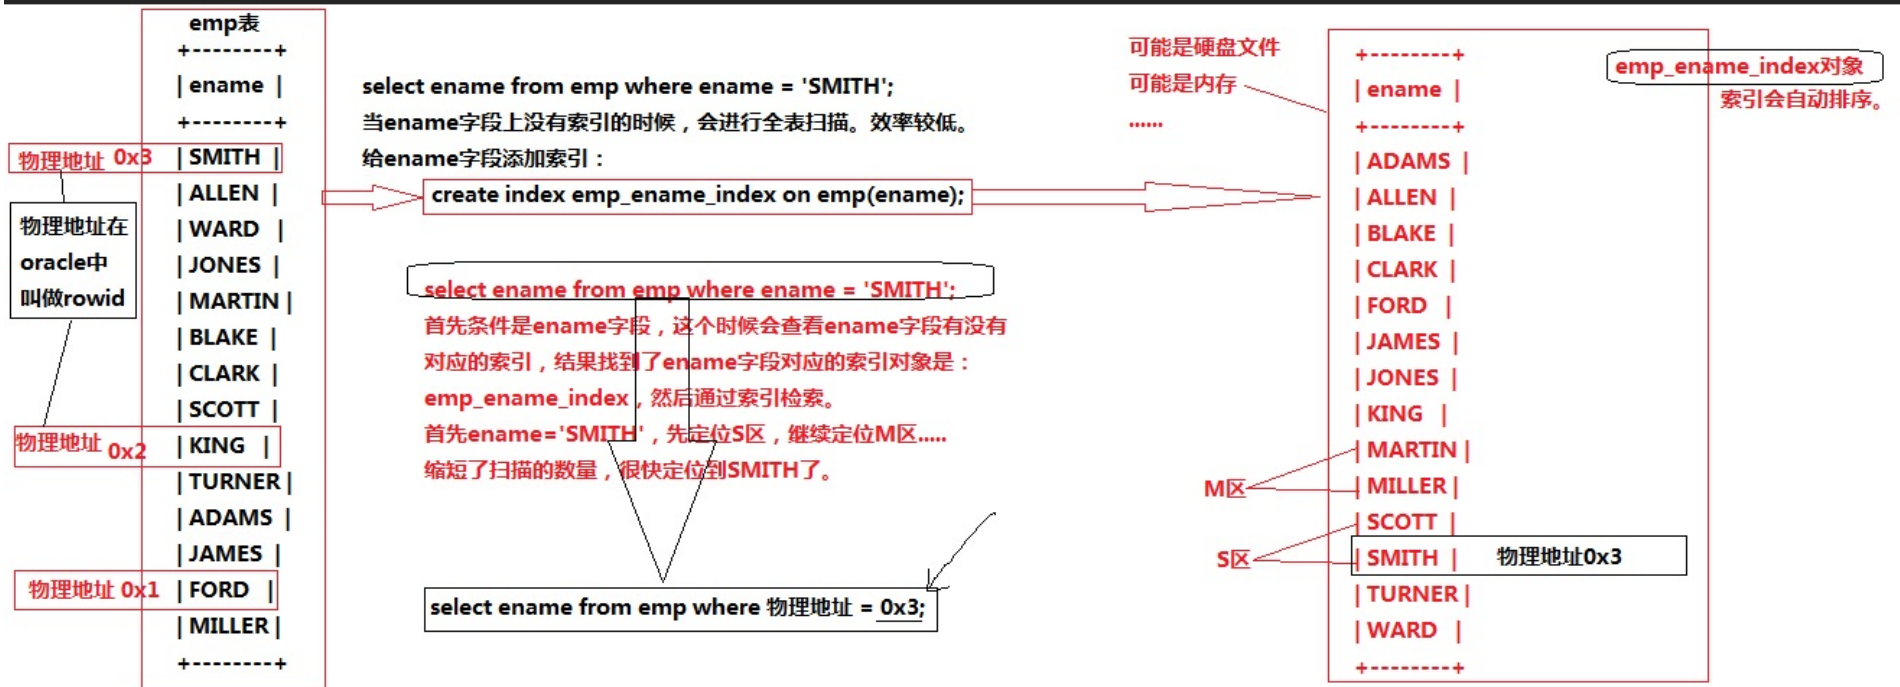 emp表
+--------+
| ename |
+--------+
| SMITH |
| ALLEN |
| WARD |
| JONES |
| MARTIN |
| BLAKE |
| CLARK |
| SCOTT |
| KING |
| TURNER |
| ADAMS |
| JAMES |
| FORD |
| MILLER |
+--------+
物理地址 0x3
物理地址在
oracle中
叫做rowid
物理地址 0x2
物理地址 0x1
select ename from emp where ename = 'SMITH';
当ename字段上没有索引的时候，会进行全表扫描。效率较低。
给ename字段添加索引：
create index emp_ename_index on emp(ename);
select ename from emp where ename = 'SMITH';
首先条件是ename字段，这个时候会查看ename字段有没有
对应的索引，结果找到了ename字段对应的索引对象是：
emp_ename_index，然后通过索引检索。
首先ename='SMITH'，先定位S区，继续定位M区.....
缩短了扫描的数量，很快定位到SMITH了。
select ename from emp where 物理地址 = 0x3;
可能是硬盘文件
可能是内存
......
+--------+
| ename |
+--------+
| ADAMS |
| ALLEN |
| BLAKE |
| CLARK |
| FORD |
| JAMES |
| JONES |
| KING |
| MARTIN |
| MILLER |
| SCOTT |
| SMITH | 物理地址0x3
| TURNER |
| WARD |
+--------+
M区
S区
emp_ename_index对象
索引会自动排序。